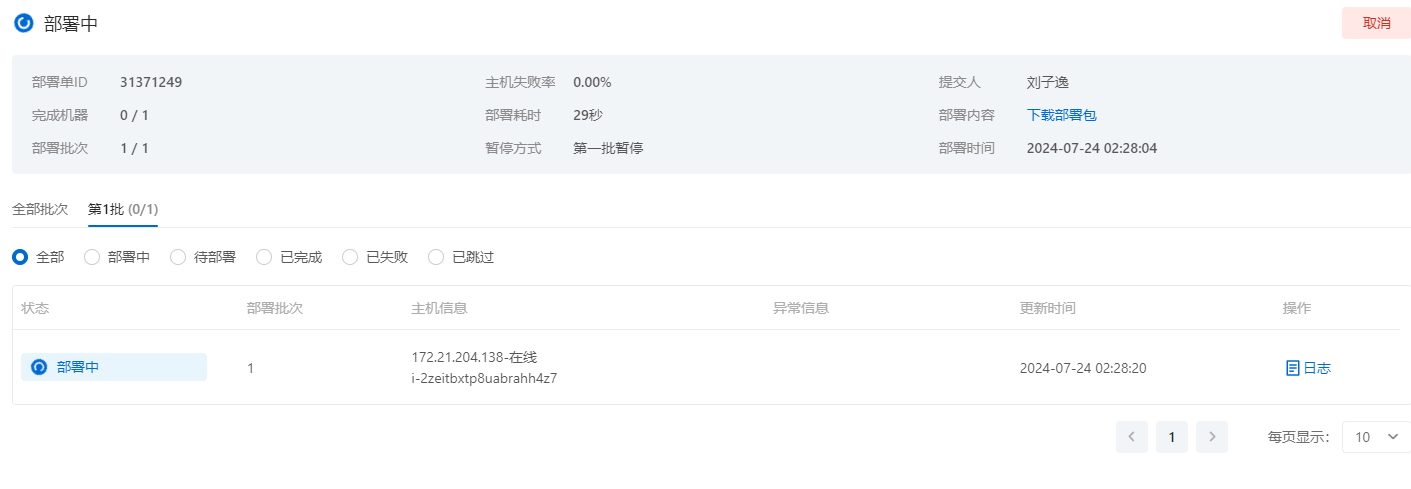 部署中
取消
部署单ID 31371249 主机失败率 0.00% 提交人 刘子逸
完成机器 0 / 1 部署耗时 29秒 部署内容 下载部署包
部署批次 1 / 1 暂停方式 第一批暂停 部署时间 2024-07-24 02:28:04
全部批次 第1批 (0/1)
全部 部署中 待部署 已完成 已失败 已跳过
状态 部署批次 主机信息 异常信息 更新时间 操作
部署中 1 172.21.204.138-在线 2024-07-24 02:28:20 日志
i-2zeitbxtp8uabrahh4z7
1 每页显示: 10